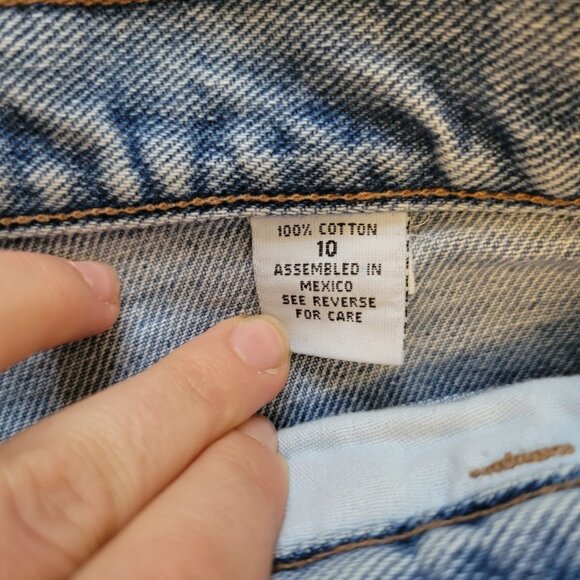 100% COTTON
10
ASSEMBLED IN
MEXICO
SEE REVERSE
FOR CARE